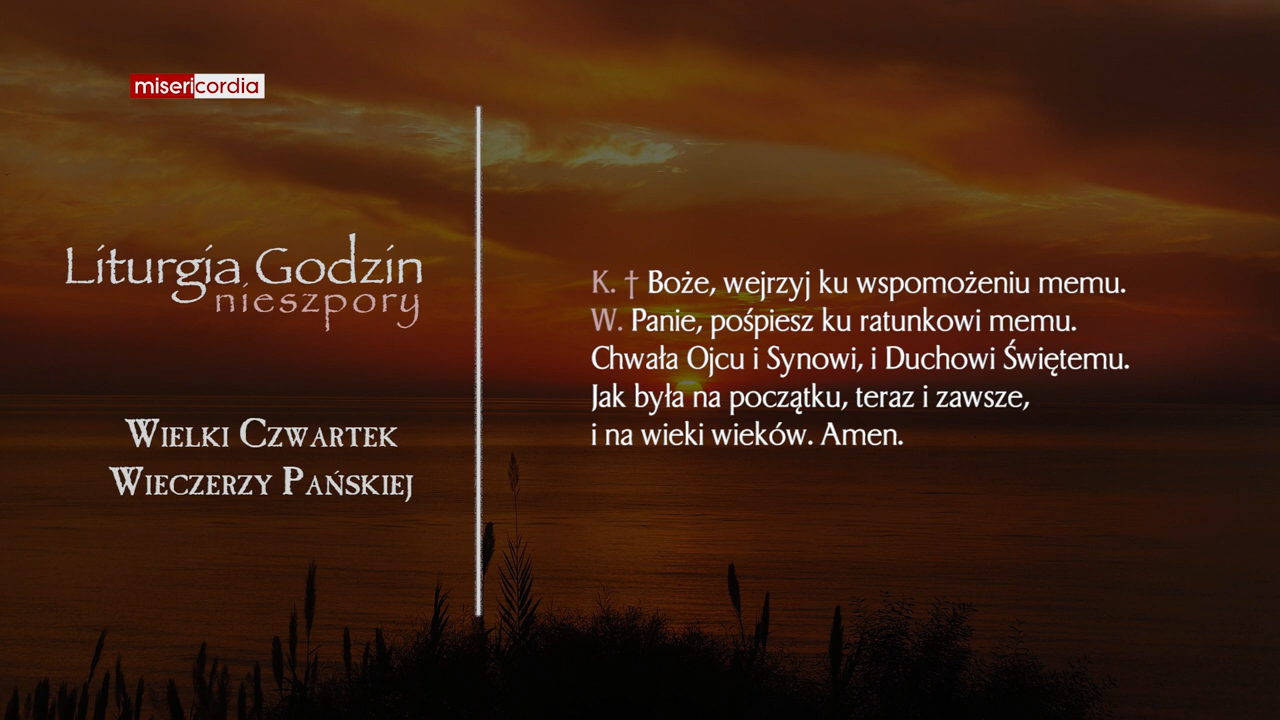 misericordia
Liturgia Godzin
nieszpory
Wielki Czwartek
Wieczerzy Pańskiej
K. † Boże, wejrzyj ku wspomożeniu memu.
W. Panie, pośpiesz ku ratunkowi memu.
Chwała Ojcu i Synowi, i Duchowi Świętemu.
Jak była na początku, teraz i zawsze,
i na wieki wieków. Amen.